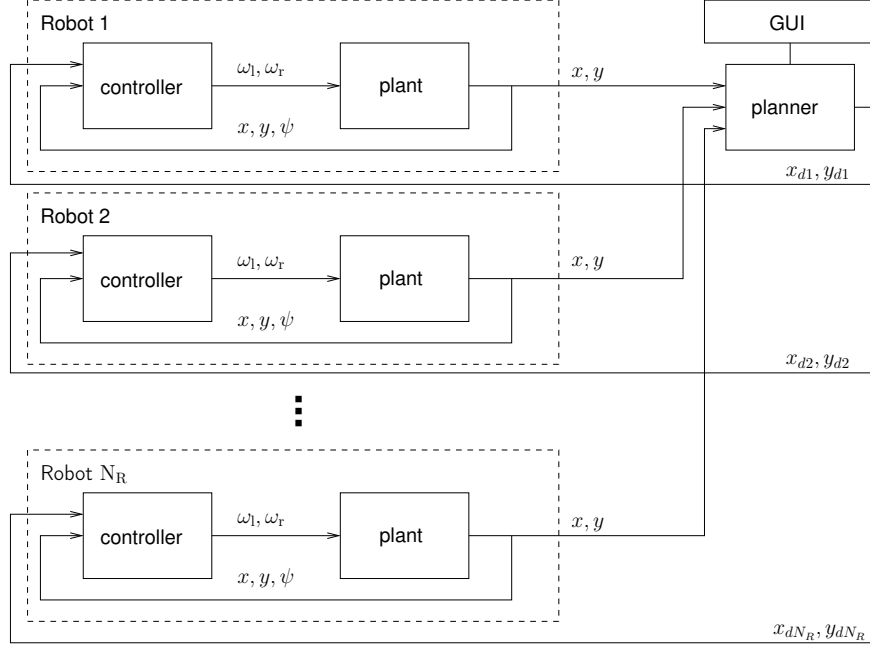 Robot 1
GUI
controller
ω_l, ω_r
plant
x, y
planner
x, y, ψ
x_{d1}, y_{d1}
Robot 2
controller
ω_l, ω_r
plant
x, y
x, y, ψ
x_{d2}, y_{d2}
Robot N_R
controller
ω_l, ω_r
plant
x, y
x, y, ψ
x_{dN_R}, y_{dN_R}